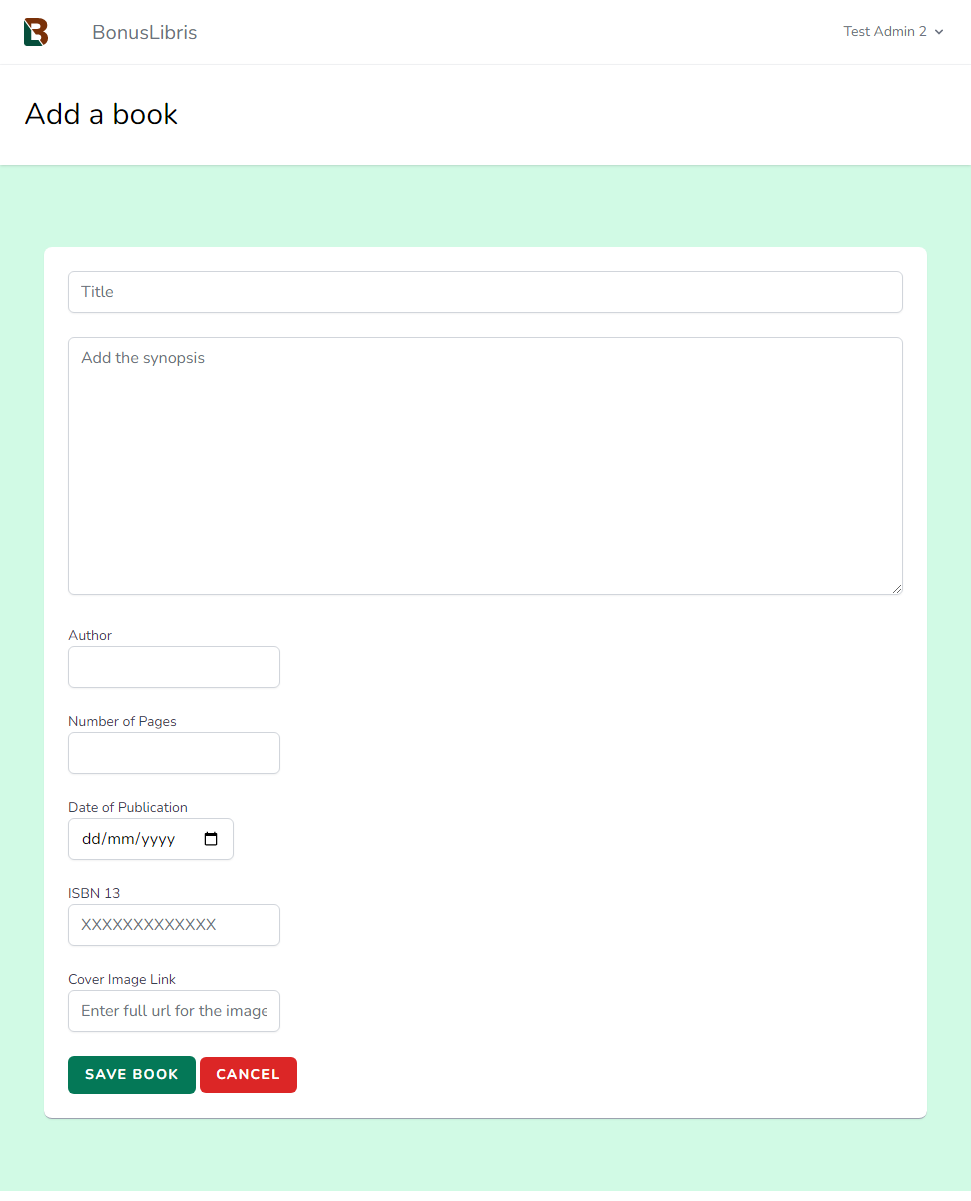 BonusLibris
Test Admin 2
Add a book
Title
Add the synopsis
Author
Number of Pages
Date of Publication
dd/mm/yyyy
ISBN 13
XXXXXXXXXXXXX
Cover Image Link
Enter full url for the image
SAVE BOOK CANCEL